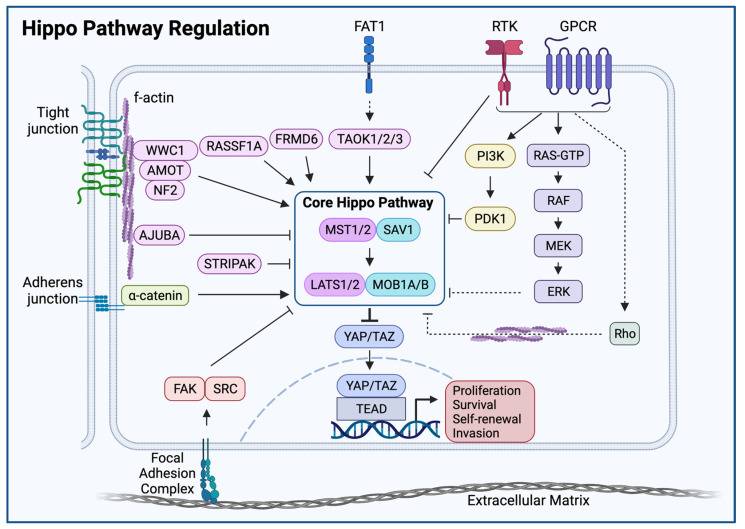 Hippo Pathway Regulation
FAT1
RTK
GPCR
Tight
junction
f-actin
WWC1
AMOT
NF2
RASSF1A
FRMD6
TAOK1/2/3
PI3K
RAS-GTP
Core Hippo Pathway
MST1/2
SAV1
PDK1
RAF
AJUBA
MEK
STRIPAK
LATS1/2
MOB1A/B
ERK
Adherens
junction
α-catenin
YAP/TAZ
Rho
FAK
SRC
YAP/TAZ
TEAD
Proliferation
Survival
Self-renewal
Invasion
Focal
Adhesion
Complex
Extracellular Matrix